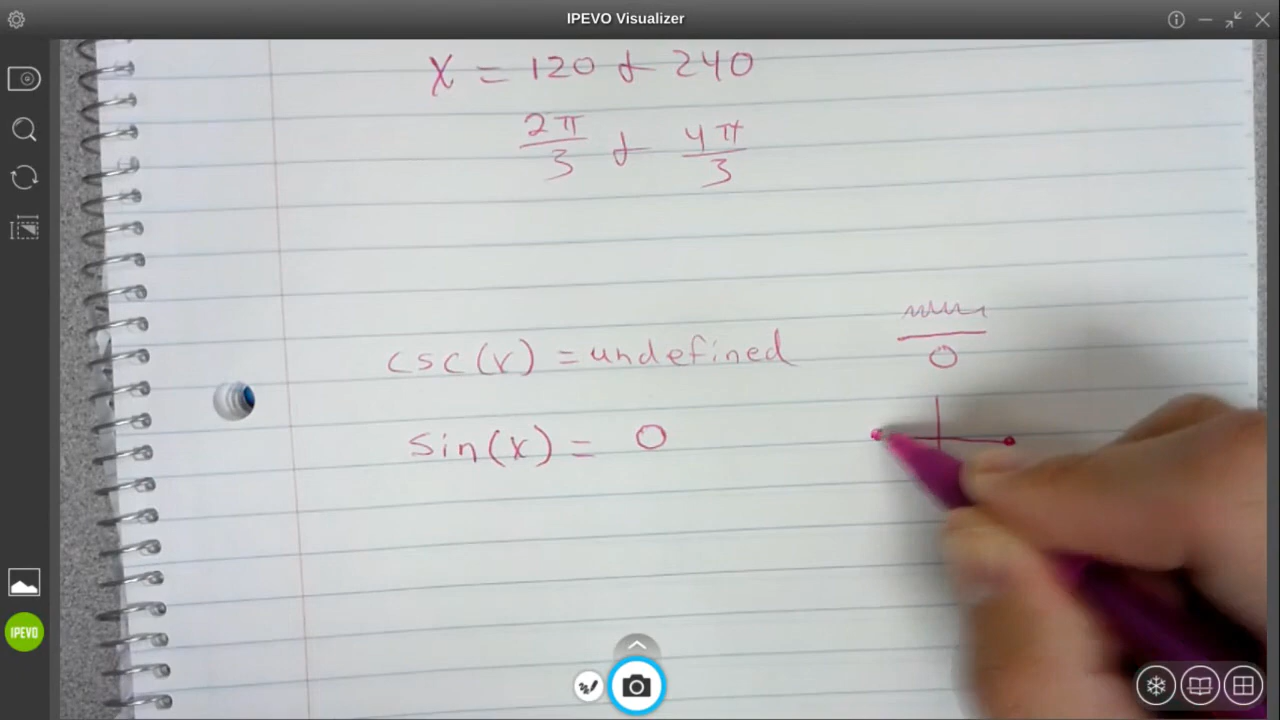 IPEVO Visualizer
X = 120 & 240
2π/3 & 4π/3
csc(x) = undefined
0
sin(x) = 0
IPEVO